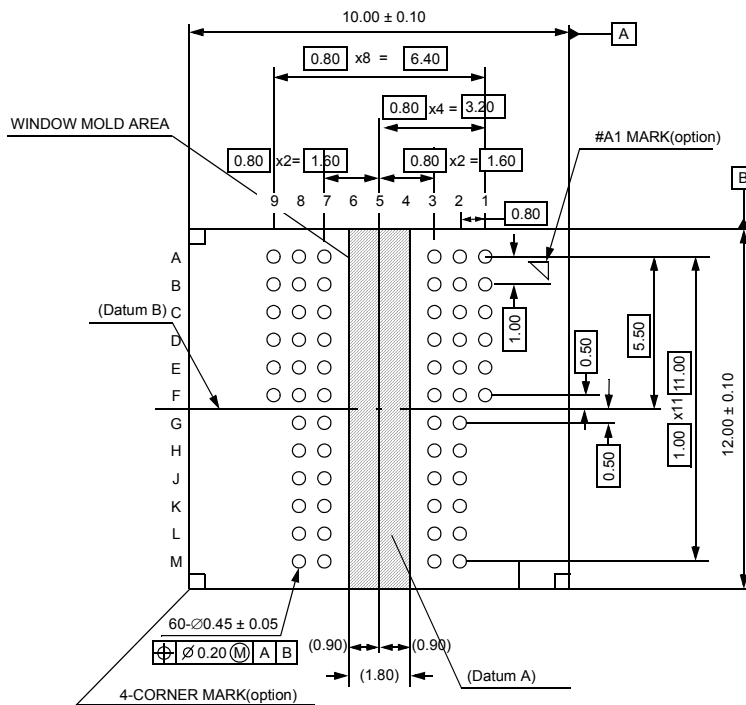 10.00 ± 0.10
A
0.80 x8 = 6.40
0.80 x4 = 3.20
WINDOW MOLD AREA
#A1 MARK(option)
0.80 x2= 1.60
0.80 x2 = 1.60
B
9 8 7 6 5 4 3 2 1
0.80
A
B
C
D
E
F
G
H
J
K
L
M
(Datum B)
1.00
0.50
5.50
1.00 x11 11.00
12.00 ± 0.10
0.50
60-∅0.45 ± 0.05
⌖ ∅ 0.20 Ⓜ A B
(0.90)
(0.90)
(1.80)
(Datum A)
4-CORNER MARK(option)